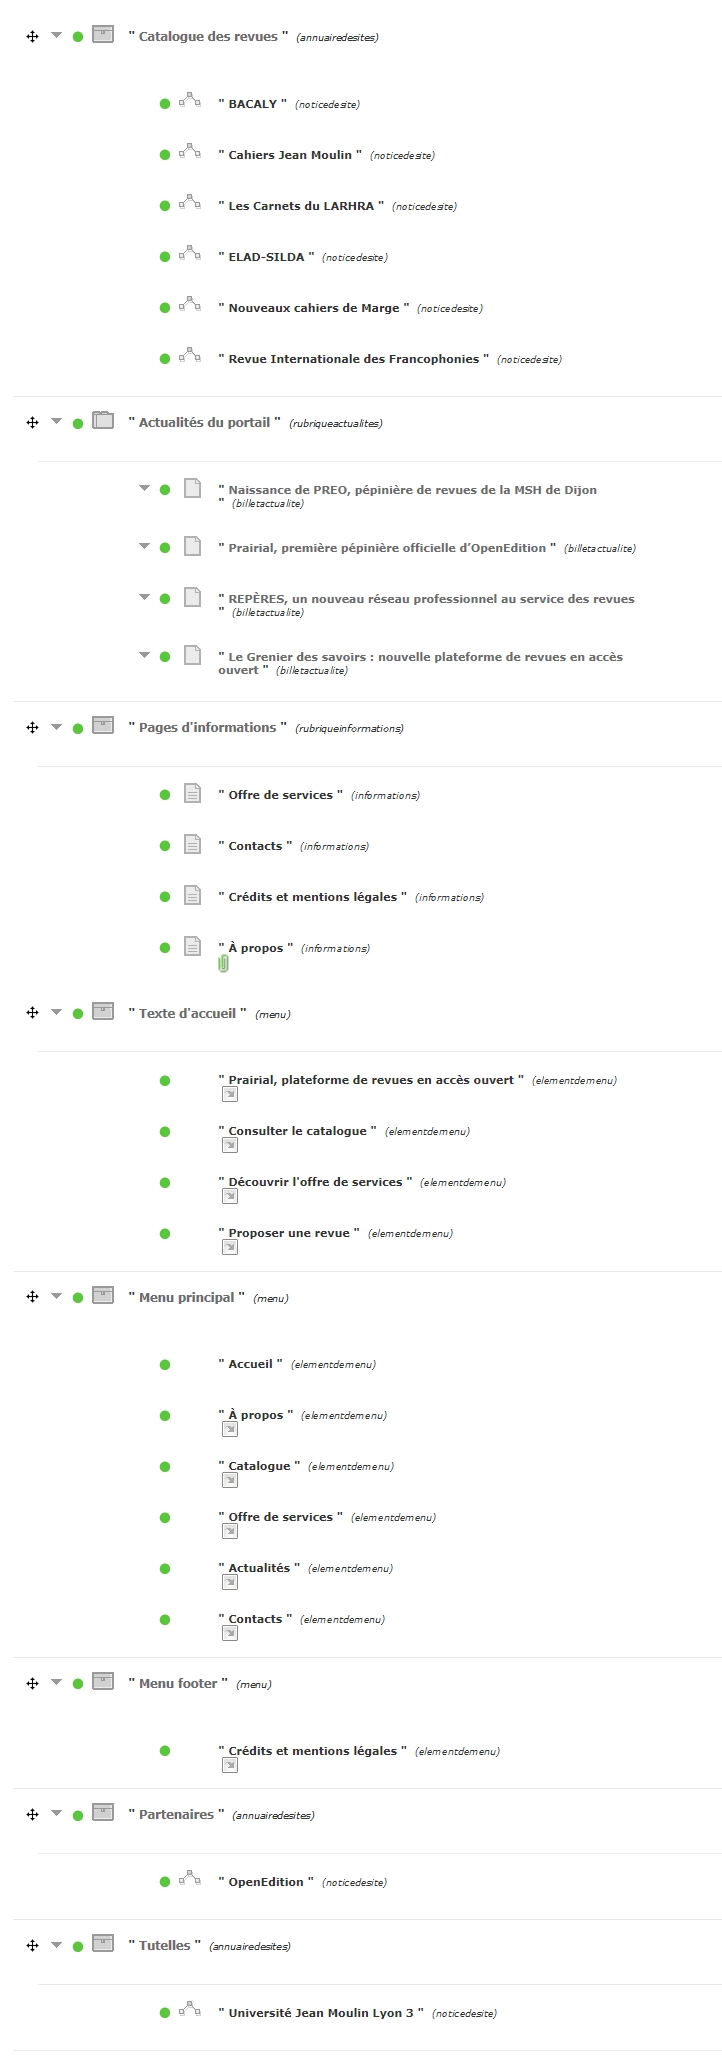 " Catalogue des revues " (annuairedesites)
" BACALY " (noticedesite)
" Cahiers Jean Moulin " (noticedesite)
" Les Carnets du LARHRA " (noticedesite)
" ELAD-SILDA " (noticedesite)
" Nouveaux cahiers de Marge " (noticedesite)
" Revue Internationale des Francophonies " (noticedesite)
" Actualités du portail " (rubriqueactualites)
" Naissance de PREO, pépinière de revues de la MSH de Dijon
" (billetactualite)
" Prairial, première pépinière officielle d’OpenEdition " (billetactualite)
" REPÈRES, un nouveau réseau professionnel au service des revues
" (billetactualite)
" Le Grenier des savoirs : nouvelle plateforme de revues en accès
ouvert " (billetactualite)
" Pages d'informations " (rubriqueinformations)
" Offre de services " (informations)
" Contacts " (informations)
" Crédits et mentions légales " (informations)
" À propos " (informations)
" Texte d'accueil " (menu)
" Prairial, plateforme de revues en accès ouvert " (elementdemenu)
" Consulter le catalogue " (elementdemenu)
" Découvrir l'offre de services " (elementdemenu)
" Proposer une revue " (elementdemenu)
" Menu principal " (menu)
" Accueil " (elementdemenu)
" À propos " (elementdemenu)
" Catalogue " (elementdemenu)
" Offre de services " (elementdemenu)
" Actualités " (elementdemenu)
" Contacts " (elementdemenu)
" Menu footer " (menu)
" Crédits et mentions légales " (elementdemenu)
" Partenaires " (annuairedesites)
" OpenEdition " (noticedesite)
" Tutelles " (annuairedesites)
" Université Jean Moulin Lyon 3 " (noticedesite)